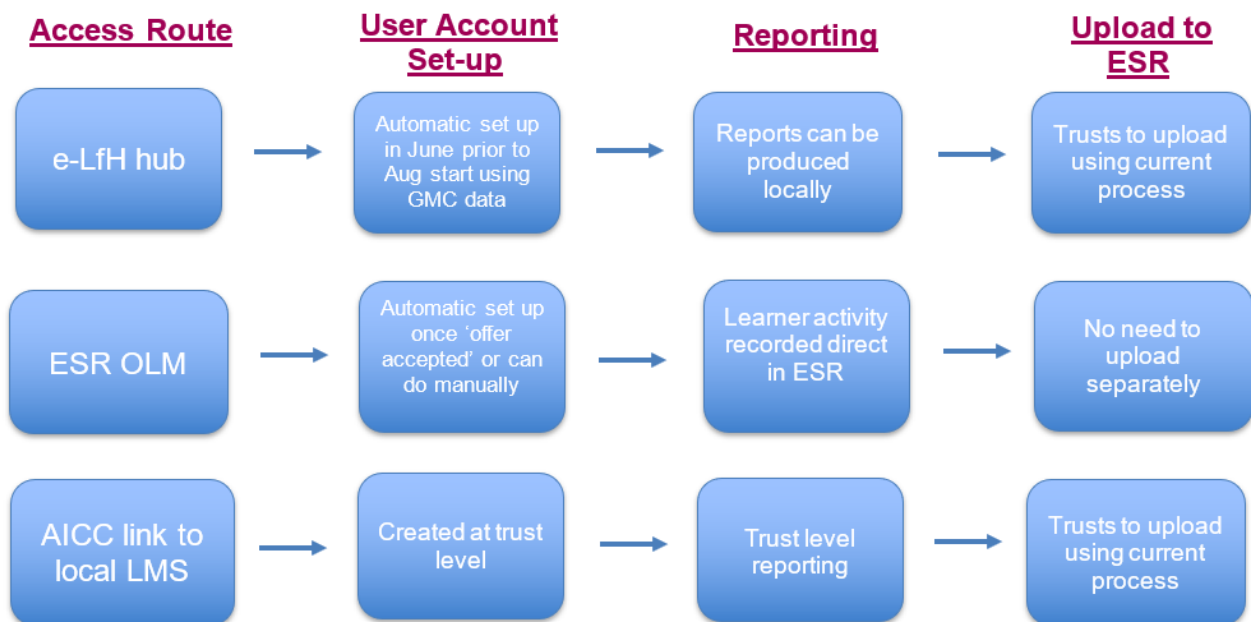 Access Route
User Account
Set-up
Reporting
Upload to
ESR
e-LfH hub
Automatic set up
in June prior to
Aug start using
GMC data
Reports can be
produced
locally
Trusts to upload
using current
process
ESR OLM
Automatic set up
once ‘offer
accepted’ or can
do manually
Learner activity
recorded direct
in ESR
No need to
upload
separately
AICC link to
local LMS
Created at trust
level
Trust level
reporting
Trusts to upload
using current
process